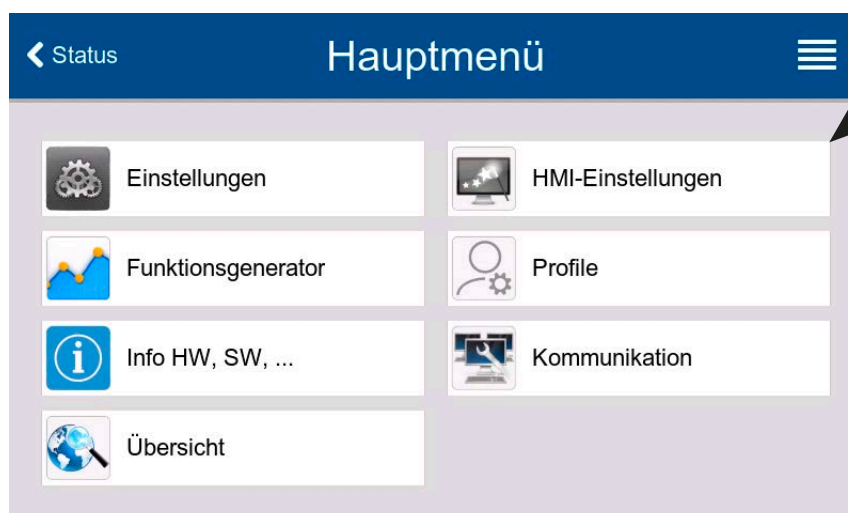 Status
Hauptmenü
Einstellungen
HMI-Einstellungen
Funktionsgenerator
Profile
Info HW, SW, ...
Kommunikation
Übersicht